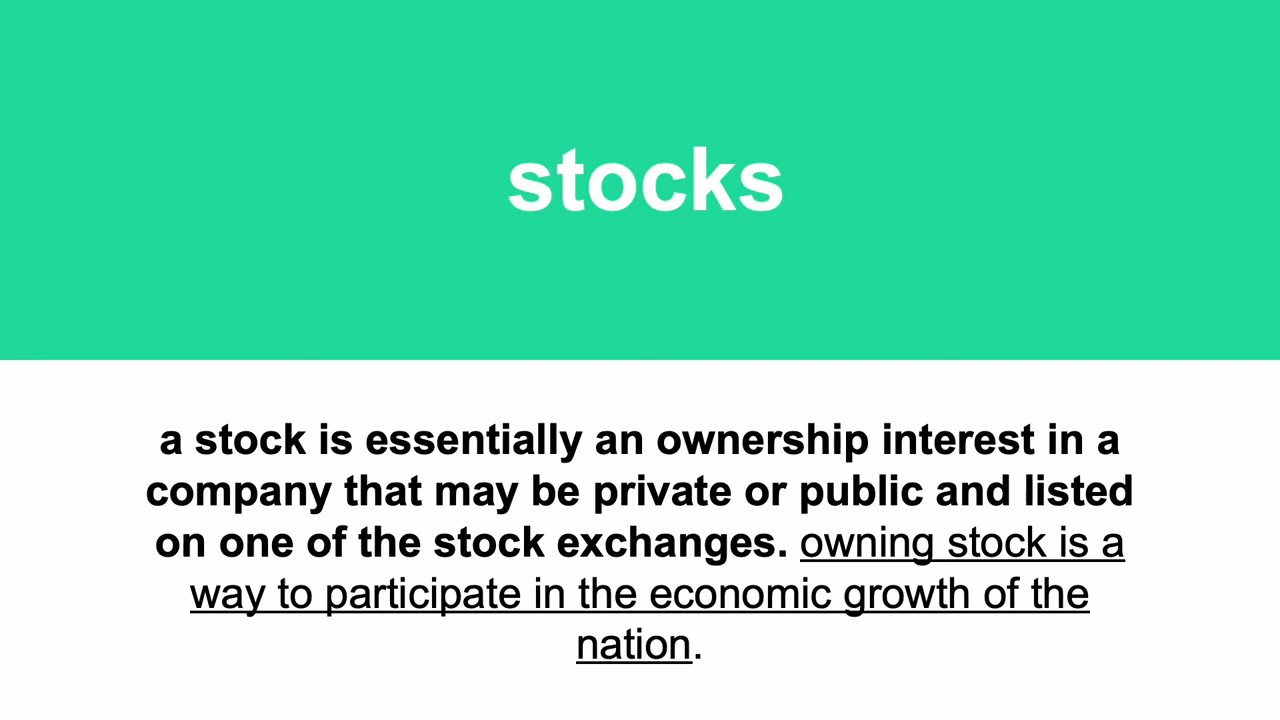 stocks
a stock is essentially an ownership interest in a
company that may be private or public and listed
on one of the stock exchanges. owning stock is a
way to participate in the economic growth of the
nation.